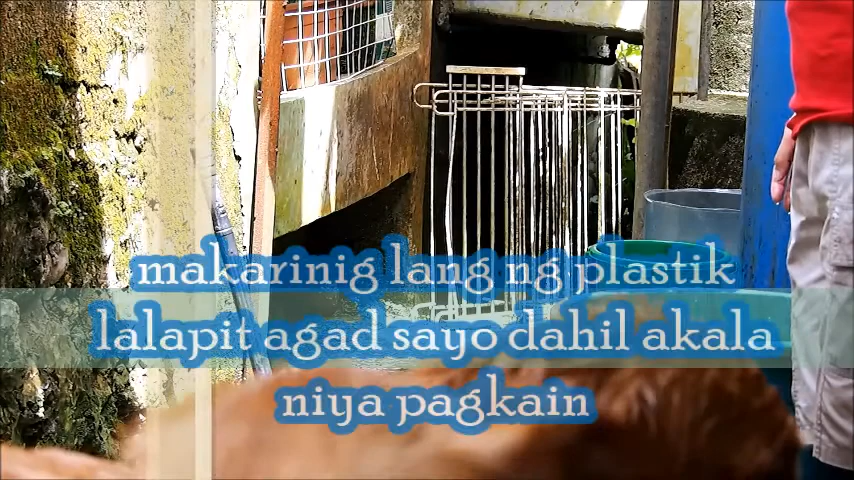 makarinig lang ng plastik
lalapit agad sayo dahil akala
niya pagkain